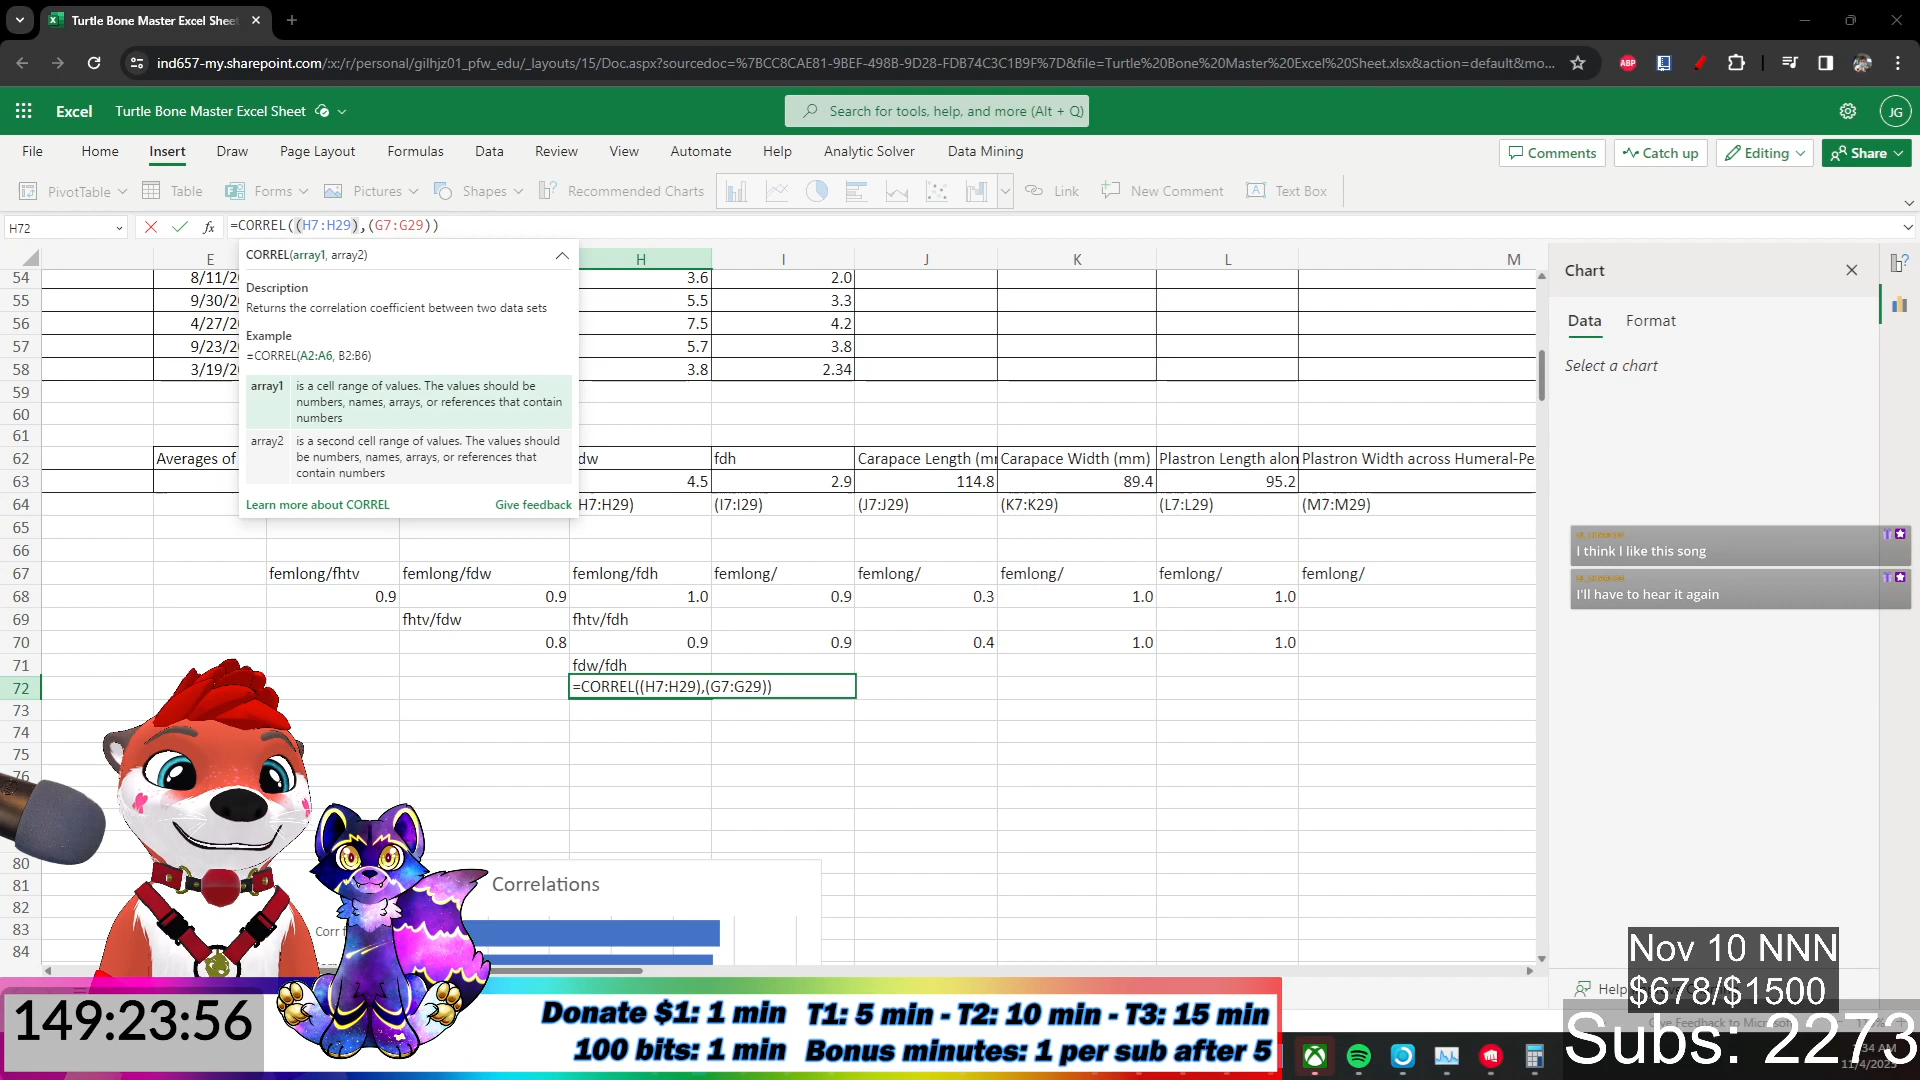 Turtle Bone Master Excel Shee
ind657-my.sharepoint.com/:x:/r/personal/gilhjz01_pfw_edu/_layouts/15/Doc.aspx?sourcedoc=%7BCC8CAE81-9BEF-498B-9D28-FDB74C3C1B9F%7D&file=Turtle%20Bone%20Master%20Excel%20Sheet.xlsx&action=default&mo...
ABP
Excel
Turtle Bone Master Excel Sheet
Search for tools, help, and more (Alt + Q)
JG
File Home Insert Draw Page Layout Formulas Data Review View Automate Help Analytic Solver Data Mining
Comments Catch up Editing Share
PivotTable Table Forms Pictures Shapes Recommended Charts Link New Comment Text Box
H72 fx =CORREL((H7:H29),(G7:G29))
CORREL(array1, array2)
Description
Returns the correlation coefficient between two data sets
Example
=CORREL(A2:A6, B2:B6)
array1 is a cell range of values. The values should be
numbers, names, arrays, or references that contain
numbers
array2 is a second cell range of values. The values should
be numbers, names, arrays, or references that
contain numbers
Learn more about CORREL Give feedback
E H I J K L M
54 8/11/2 3.6 2.0
55 9/30/2 5.5 3.3
56 4/27/2 7.5 4.2
57 9/23/2 5.7 3.8
58 3/19/2 3.8 2.34
59
60
61
62 Averages of dw fdh Carapace Length (m Carapace Width (mm) Plastron Length alon Plastron Width across Humeral-Pe
63 4.5 2.9 114.8 89.4 95.2
64 H7:H29) (I7:I29) (J7:J29) (K7:K29) (L7:L29) (M7:M29)
65
66
67 femlong/fhtv femlong/fdw femlong/fdh femlong/ femlong/ femlong/ femlong/ femlong/
68 0.9 0.9 1.0 0.9 0.3 1.0 1.0
69 fhtv/fdw fhtv/fdh
70 0.8 0.9 0.9 0.4 1.0 1.0
71 fdw/fdh
72 =CORREL((H7:H29),(G7:G29))
73
74
75
76
80
81
82
83
84
Correlations
Corr f
Chart
Data Format
Select a chart
I think I like this song
I'll have to hear it again
Help
Nov 10 NNN
$678/$1500
Subs: 2273
11/4/2023
149:23:56
Donate $1: 1 min T1: 5 min - T2: 10 min - T3: 15 min
100 bits: 1 min Bonus minutes: 1 per sub after 5